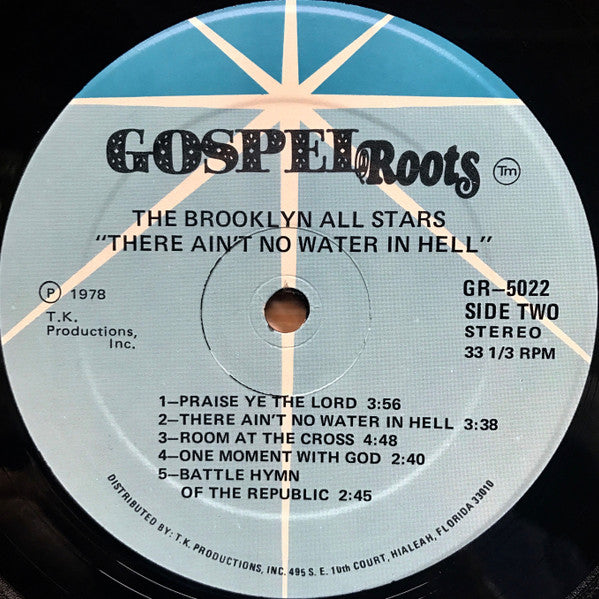 GOSPEL Roots Tm
THE BROOKLYN ALL STARS
"THERE AIN'T NO WATER IN HELL"
℗ 1978
T.K.
Productions,
Inc.
GR–5022
SIDE TWO
STEREO
33 1/3 RPM
1–PRAISE YE THE LORD 3:56
2–THERE AIN'T NO WATER IN HELL 3:38
3–ROOM AT THE CROSS 4:48
4–ONE MOMENT WITH GOD 2:40
5–BATTLE HYMN
OF THE REPUBLIC 2:45
DISTRIBUTED BY: T.K. PRODUCTIONS, INC. 495 S. E. 10th COURT, HIALEAH, FLORIDA 33010